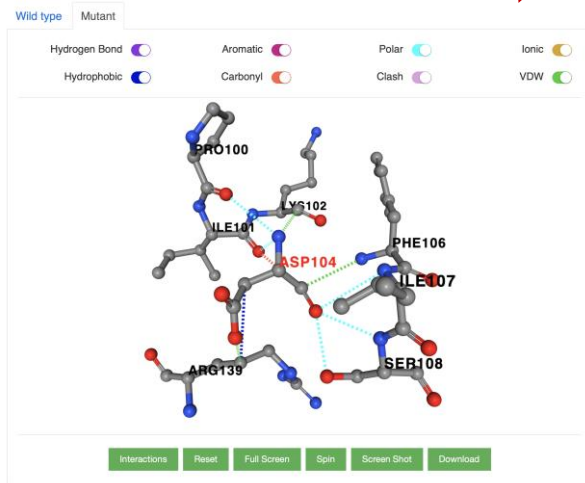 Wild type Mutant
Hydrogen Bond Aromatic Polar Ionic
Hydrophobic Carbonyl Clash VDW
PRO100
LYS102
ILE101
PHE106
ASP104
ILE107
SER108
ARG139
Interactions Reset Full Screen Spin Screen Shot Download